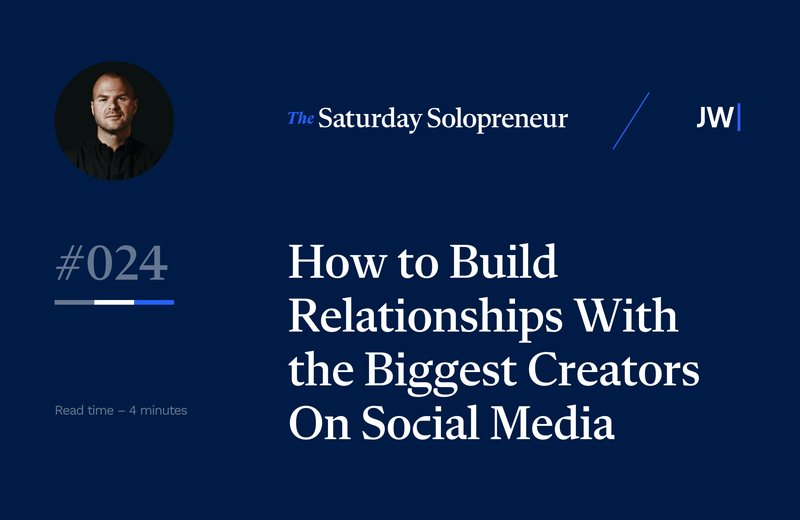 The Saturday Solopreneur
JW
#024
How to Build
Relationships With
the Biggest Creators
On Social Media
Read time – 4 minutes